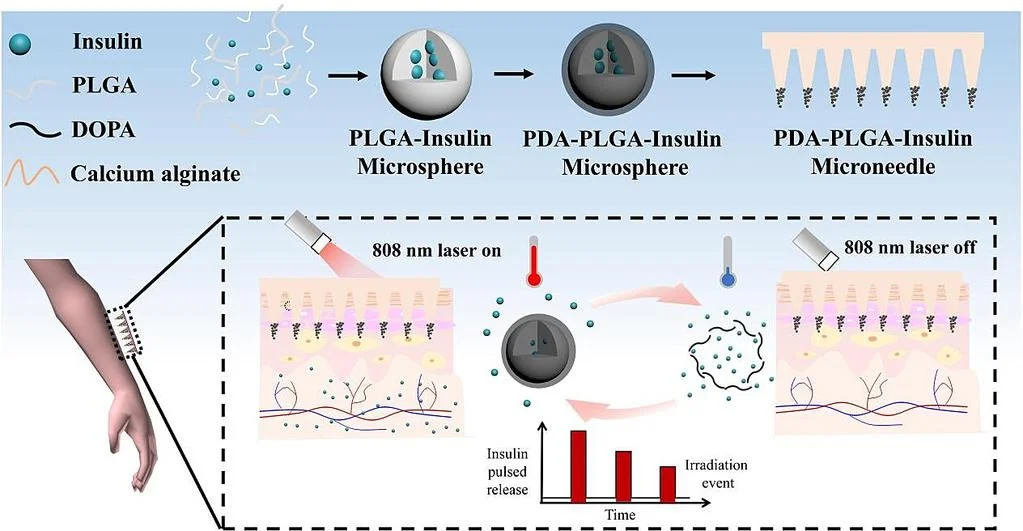 Insulin
PLGA
DOPA
Calcium alginate
PLGA-Insulin
Microsphere
PDA-PLGA-Insulin
Microsphere
PDA-PLGA-Insulin
Microneedle
808 nm laser on
808 nm laser off
Insulin
pulsed
release
Irradiation
event
Time